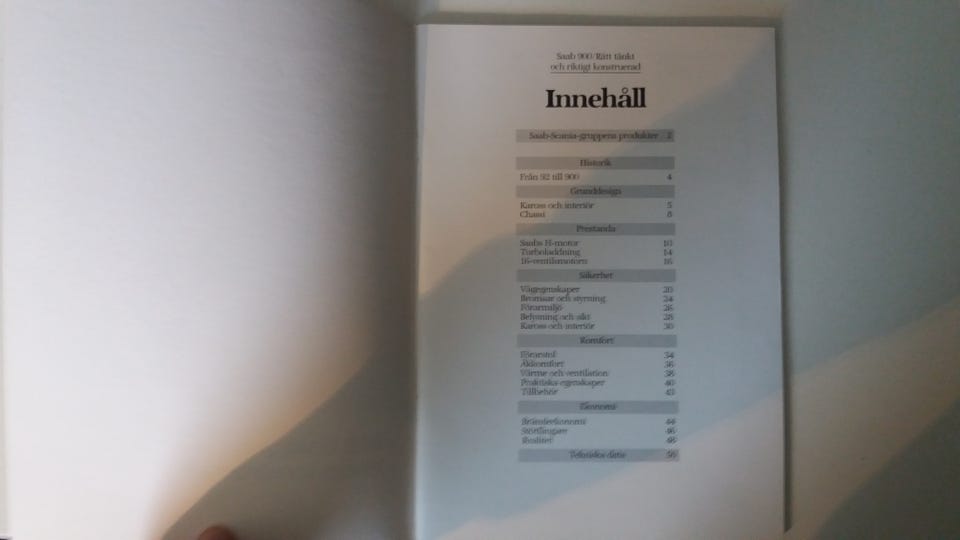 Saab 900/Rätt tänkt
och riktigt konstruerad
Innehåll
Saab-Scania-gruppens produkter 2
Historik
Från 92 till 900 4
Grunddesign
Kaross och interiör 5
Chassi 8
Prestanda
Saabs H-motor 10
Turboladdning 14
16-ventilsmotorn 16
Säkerhet
Vägegenskaper 20
Bromsar och styrning 24
Förarmiljö 26
Belysning och sikt 28
Kaross och interiör 30
Komfort
Förarstol 34
Åkkomfort 36
Värme och ventilation 38
Praktiska egenskaper 40
Tillbehör 43
Ekonomi
Bränsleekonomi 44
46
Kvalitet 48
Tekniska data 50